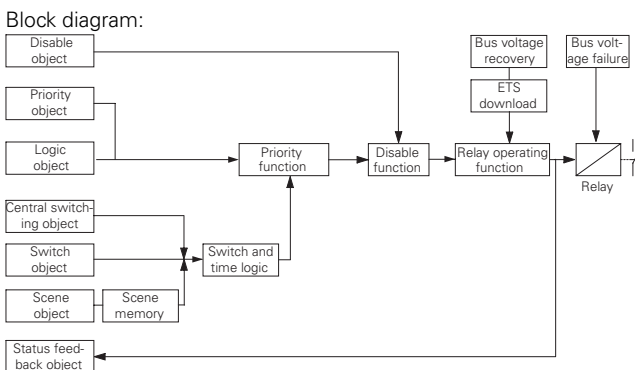 Block diagram:
Disable
object
Bus voltage
recovery
Bus volt-
age failure
ETS
download
Priority
object
Logic
object
Priority
function
Disable
function
Relay operating
function
Relay
Central switch-
ing object
Switch
object
Switch and
time logic
Scene
object
Scene
memory
Status feed-
back object